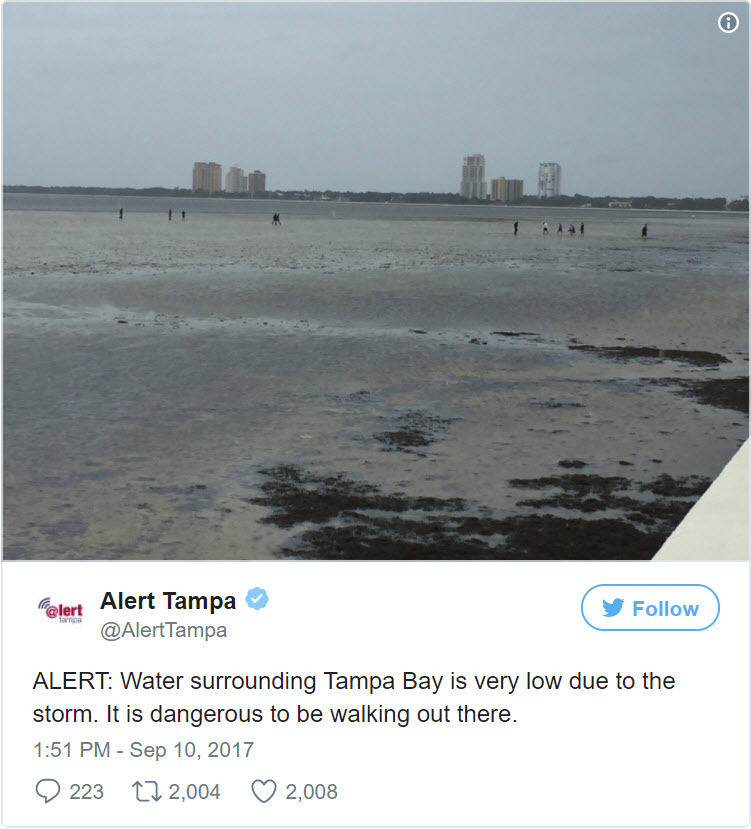 @lert
tampa
Alert Tampa
@AlertTampa
Follow
ALERT: Water surrounding Tampa Bay is very low due to the
storm. It is dangerous to be walking out there.
1:51 PM - Sep 10, 2017
223 2,004 2,008